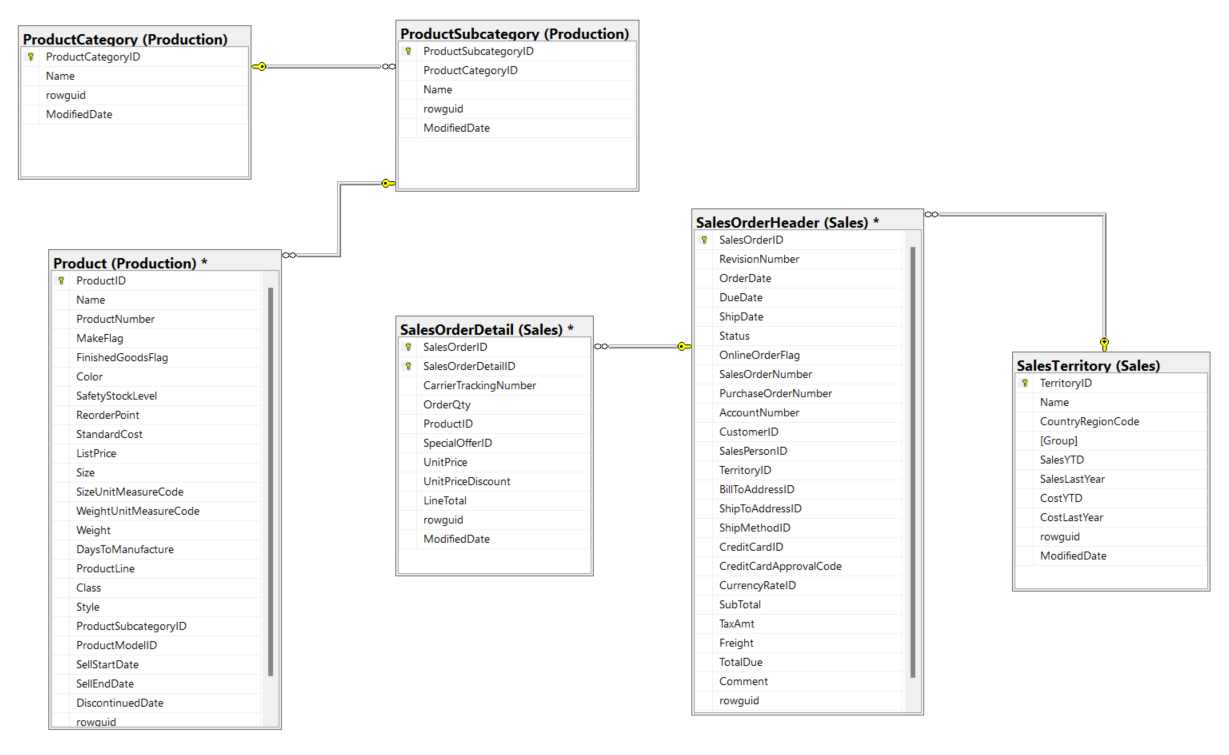 ProductCategory (Production)
ProductCategoryID
Name
rowguid
ModifiedDate
ProductSubcategory (Production)
ProductSubcategoryID
ProductCategoryID
Name
rowguid
ModifiedDate
Product (Production) *
ProductID
Name
ProductNumber
MakeFlag
FinishedGoodsFlag
Color
SafetyStockLevel
ReorderPoint
StandardCost
ListPrice
Size
SizeUnitMeasureCode
WeightUnitMeasureCode
Weight
DaysToManufacture
ProductLine
Class
Style
ProductSubcategoryID
ProductModelID
SellStartDate
SellEndDate
DiscontinuedDate
rowguid
SalesOrderDetail (Sales) *
SalesOrderID
SalesOrderDetailID
CarrierTrackingNumber
OrderQty
ProductID
SpecialOfferID
UnitPrice
UnitPriceDiscount
LineTotal
rowguid
ModifiedDate
SalesOrderHeader (Sales) *
SalesOrderID
RevisionNumber
OrderDate
DueDate
ShipDate
Status
OnlineOrderFlag
SalesOrderNumber
PurchaseOrderNumber
AccountNumber
CustomerID
SalesPersonID
TerritoryID
BillToAddressID
ShipToAddressID
ShipMethodID
CreditCardID
CreditCardApprovalCode
CurrencyRateID
SubTotal
TaxAmt
Freight
TotalDue
Comment
rowguid
SalesTerritory (Sales)
TerritoryID
Name
CountryRegionCode
[Group]
SalesYTD
SalesLastYear
CostYTD
CostLastYear
rowguid
ModifiedDate